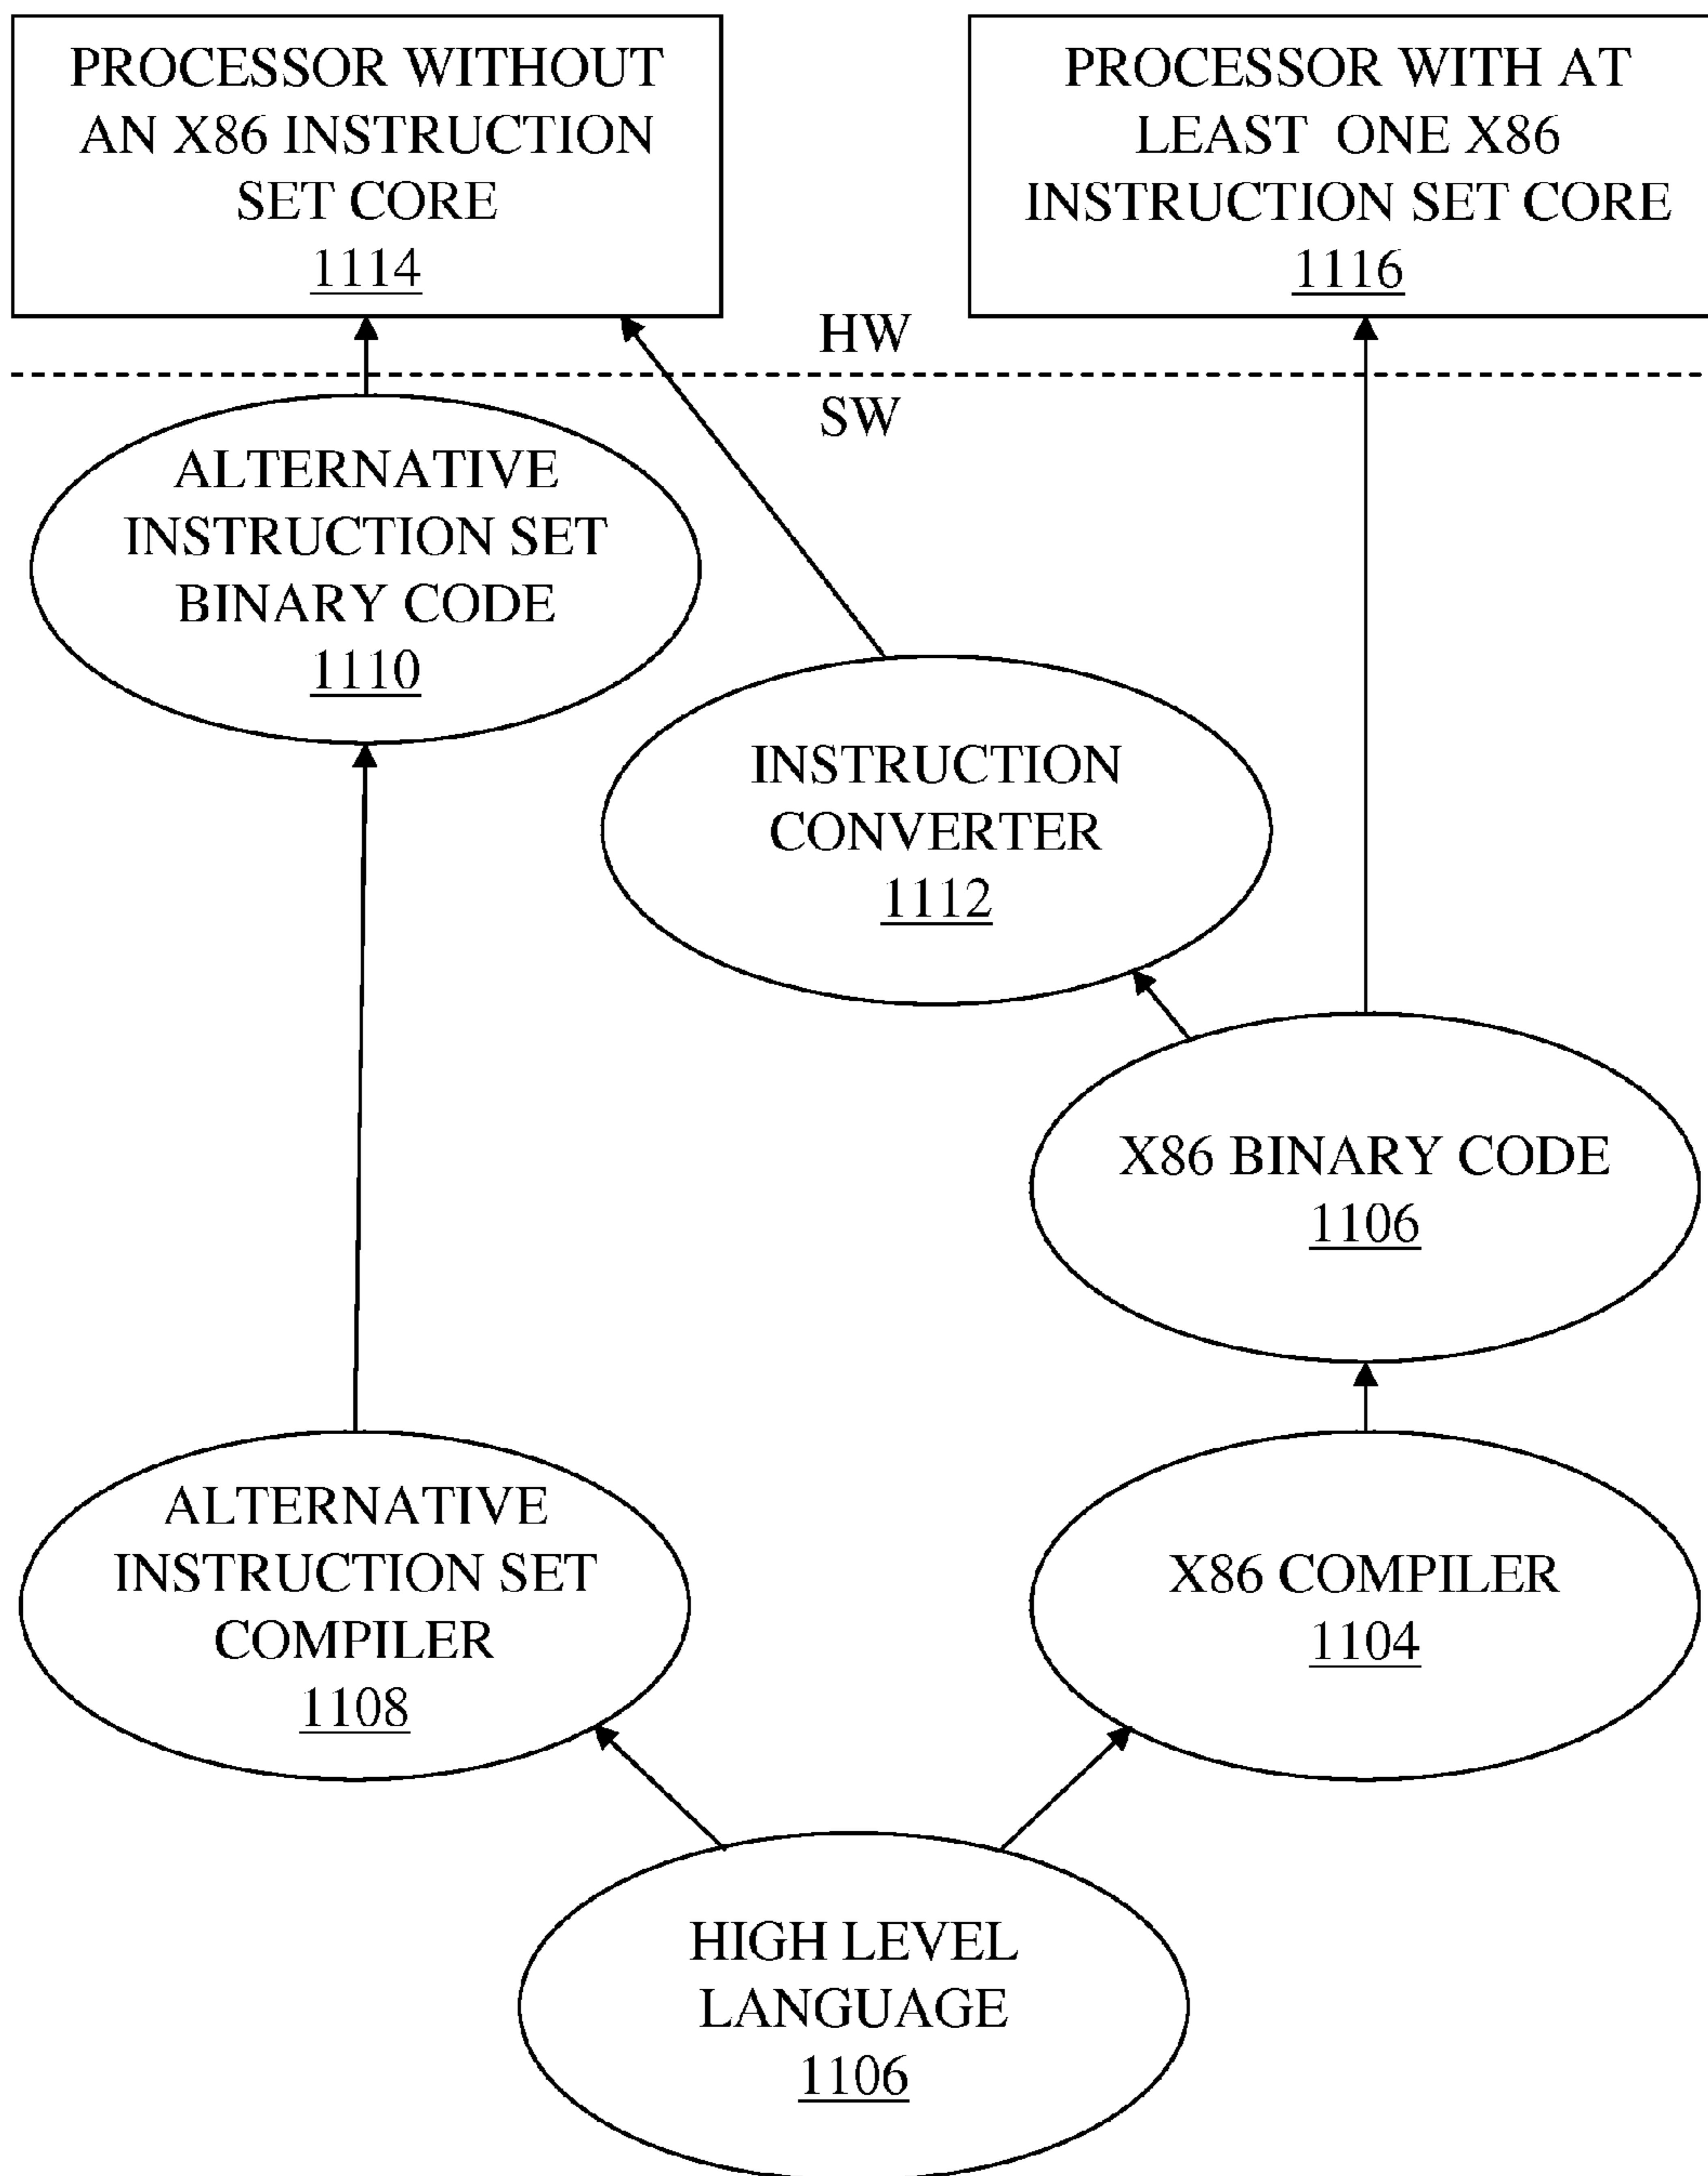 PROCESSOR WITHOUT
AN X86 INSTRUCTION
SET CORE
1114
PROCESSOR WITH AT
LEAST ONE X86
INSTRUCTION SET CORE
1116
HW
SW
ALTERNATIVE
INSTRUCTION SET
BINARY CODE
1110
INSTRUCTION
CONVERTER
1112
X86 BINARY CODE
1106
ALTERNATIVE
INSTRUCTION SET
COMPILER
1108
X86 COMPILER
1104
HIGH LEVEL
LANGUAGE
1106